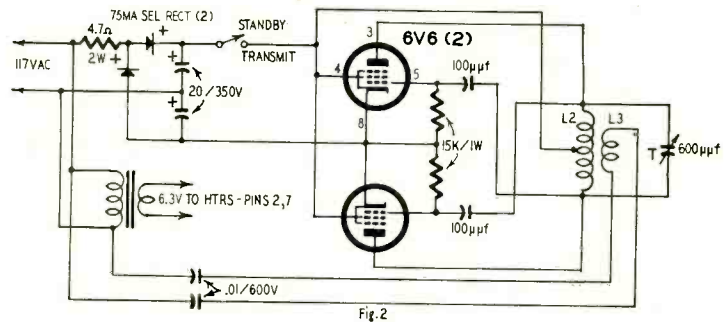 75MA SEL RECT (2)
STANDBY
TRANSMIT
6V6 (2)
4.7Ω
2W
117VAC
20/350V
3
4
5
8
100µµf
15K/1W
100µµf
L2
L3
T
600µµf
6.3V TO HTRS-PINS 2,7
.01/600V
Fig.2
+
+
+
+